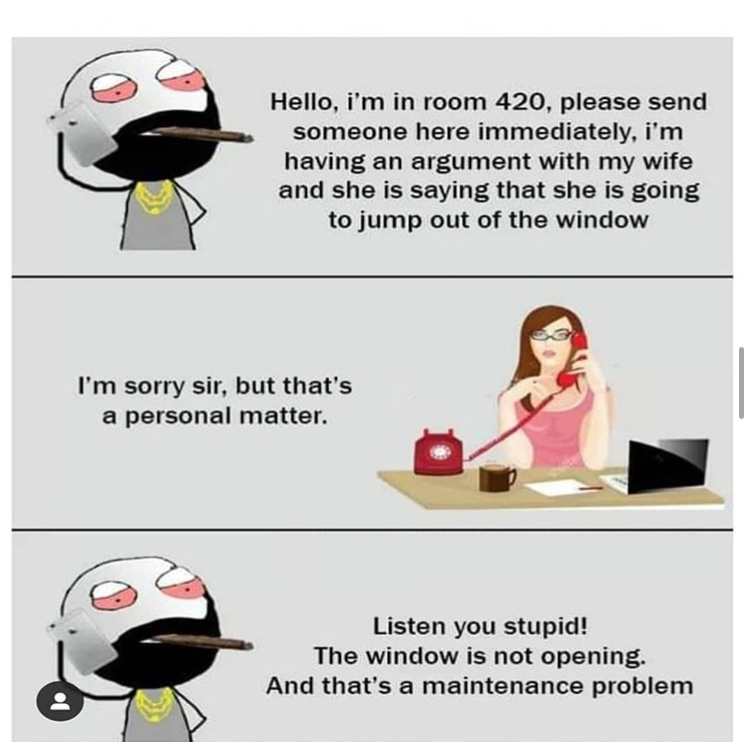 Hello, i'm in room 420, please send
someone here immediately, i'm
having an argument with my wife
and she is saying that she is going
to jump out of the window
I'm sorry sir, but that's
a personal matter.
Listen you stupid!
The window is not opening.
And that's a maintenance problem